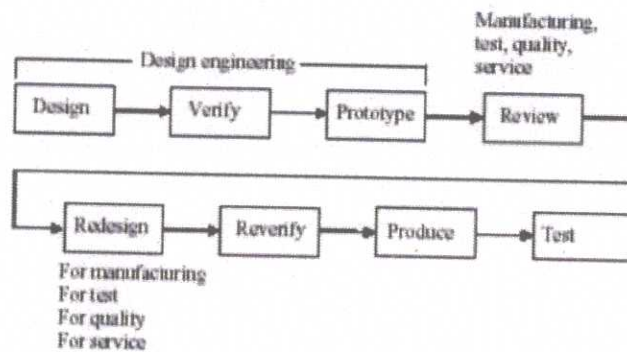 Manufacturing,
test, quality,
service
Design engineering
Design
Verify
Prototype
Review
Redesign
Reverify
Produce
Test
For manufacturing
For test
For quality
For service